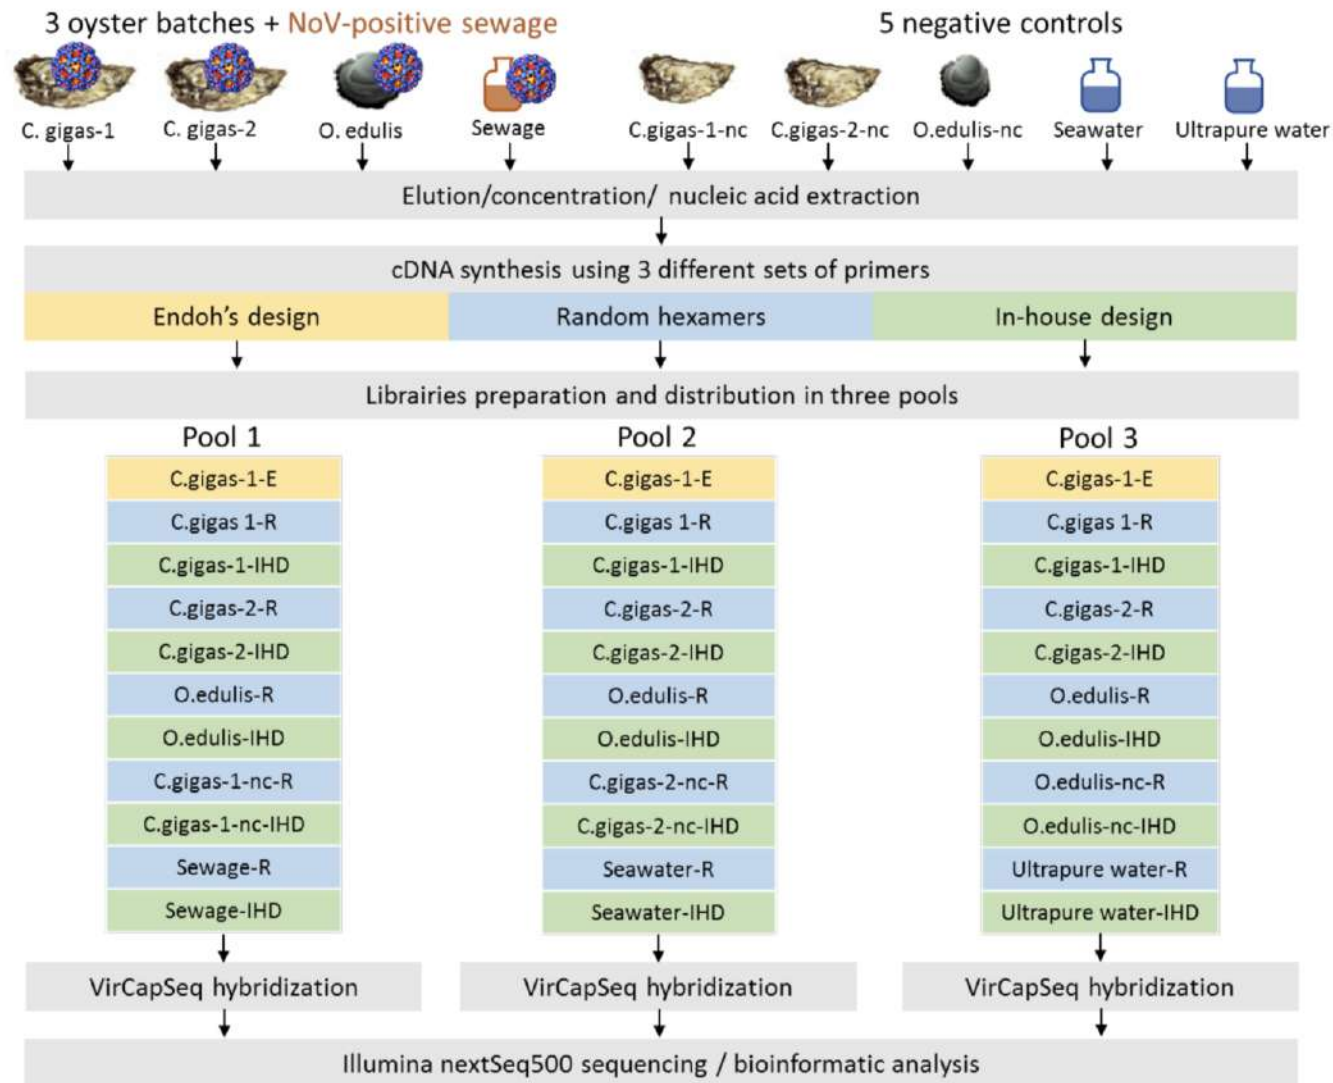 3 oyster batches + NoV-positive sewage
5 negative controls
C. gigas-1
C. gigas-2
O. edulis
Sewage
C.gigas-1-nc
C.gigas-2-nc
O.edulis-nc
Seawater
Ultrapure water
Elution/concentration/ nucleic acid extraction
cDNA synthesis using 3 different sets of primers
Endoh's design
Random hexamers
In-house design
Librairies preparation and distribution in three pools
Pool 1
C.gigas-1-E
C.gigas 1-R
C.gigas-1-IHD
C.gigas-2-R
C.gigas-2-IHD
O.edulis-R
O.edulis-IHD
C.gigas-1-nc-R
C.gigas-1-nc-IHD
Sewage-R
Sewage-IHD
VirCapSeq hybridization
Pool 2
C.gigas-1-E
C.gigas 1-R
C.gigas-1-IHD
C.gigas-2-R
C.gigas-2-IHD
O.edulis-R
O.edulis-IHD
C.gigas-2-nc-R
C.gigas-2-nc-IHD
Seawater-R
Seawater-IHD
VirCapSeq hybridization
Pool 3
C.gigas-1-E
C.gigas 1-R
C.gigas-1-IHD
C.gigas-2-R
C.gigas-2-IHD
O.edulis-R
O.edulis-IHD
O.edulis-nc-R
O.edulis-nc-IHD
Ultrapure water-R
Ultrapure water-IHD
VirCapSeq hybridization
Illumina nextSeq500 sequencing / bioinformatic analysis